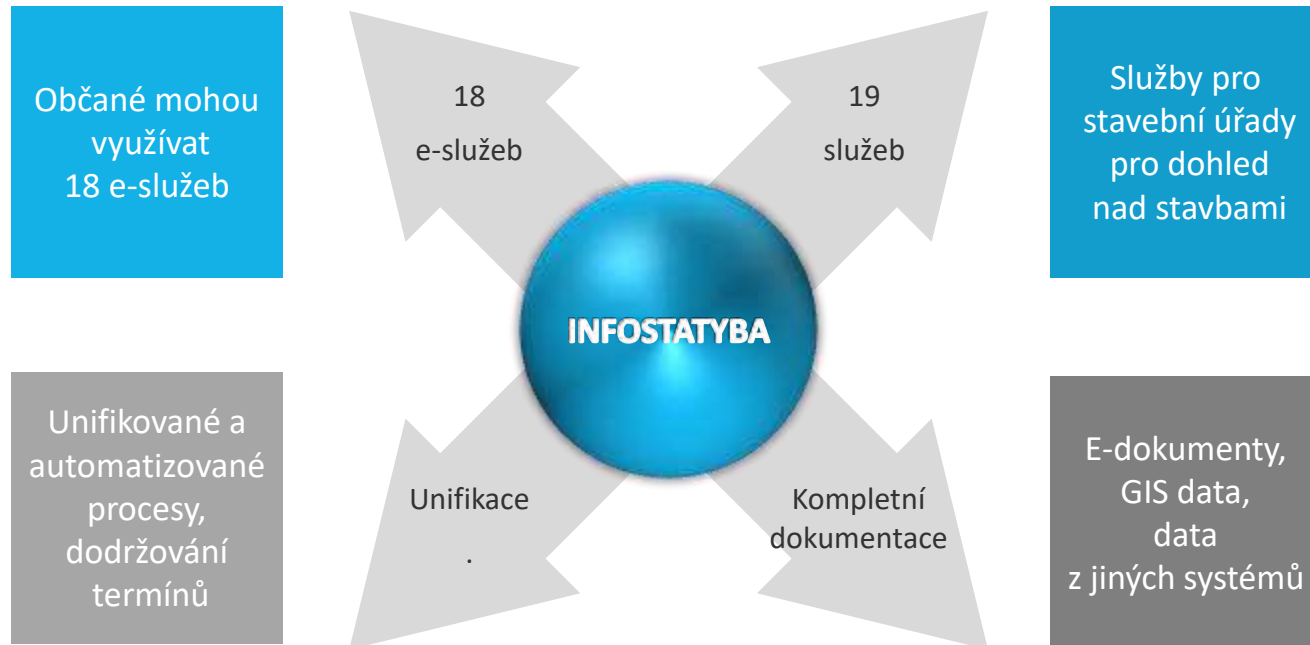 Občané mohou
využívat
18 e-služeb
18
e-služeb
19
služeb
Služby pro
stavební úřady
pro dohled
nad stavbami
INFOSTATYBA
Unifikované a
automatizované
procesy,
dodržování
termínů
Unifikace
.
Kompletní
dokumentace
E-dokumenty,
GIS data,
data
z jiných systémů